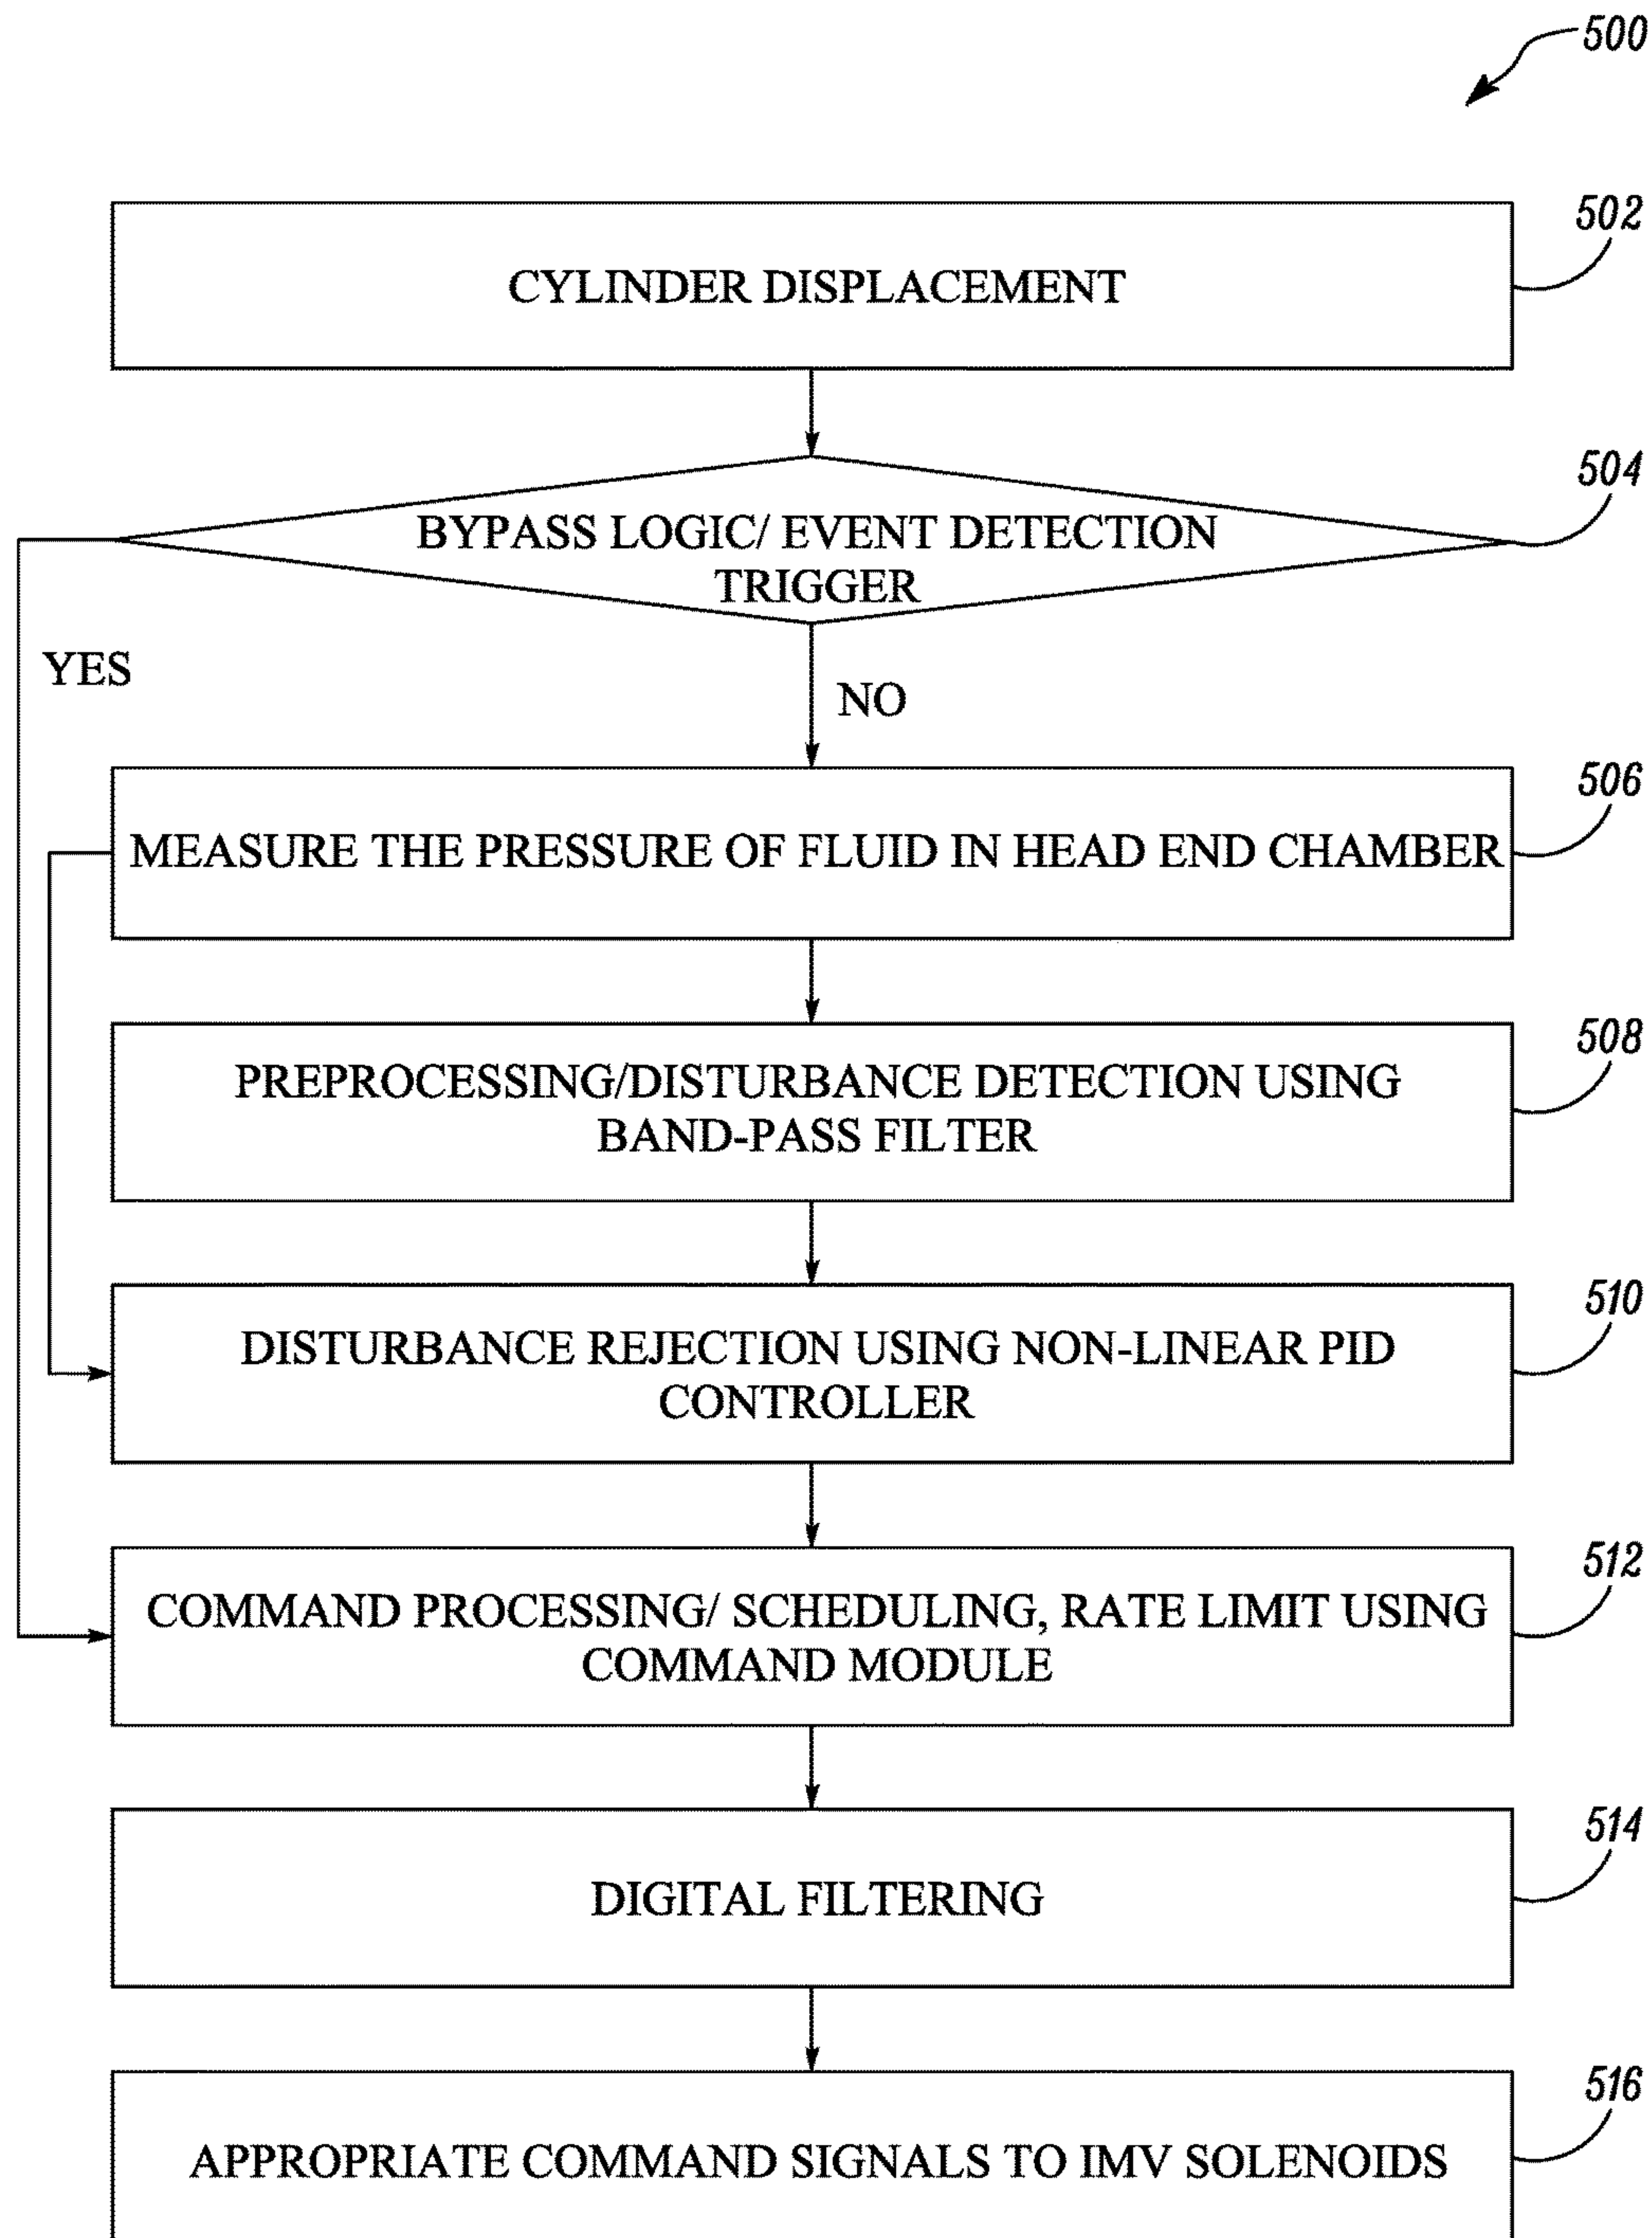 500
502
CYLINDER DISPLACEMENT
504
BYPASS LOGIC/ EVENT DETECTION
TRIGGER
YES
NO
506
MEASURE THE PRESSURE OF FLUID IN HEAD END CHAMBER
508
PREPROCESSING/DISTURBANCE DETECTION USING
BAND-PASS FILTER
510
DISTURBANCE REJECTION USING NON-LINEAR PID
CONTROLLER
512
COMMAND PROCESSING/ SCHEDULING, RATE LIMIT USING
COMMAND MODULE
514
DIGITAL FILTERING
516
APPROPRIATE COMMAND SIGNALS TO IMV SOLENOIDS